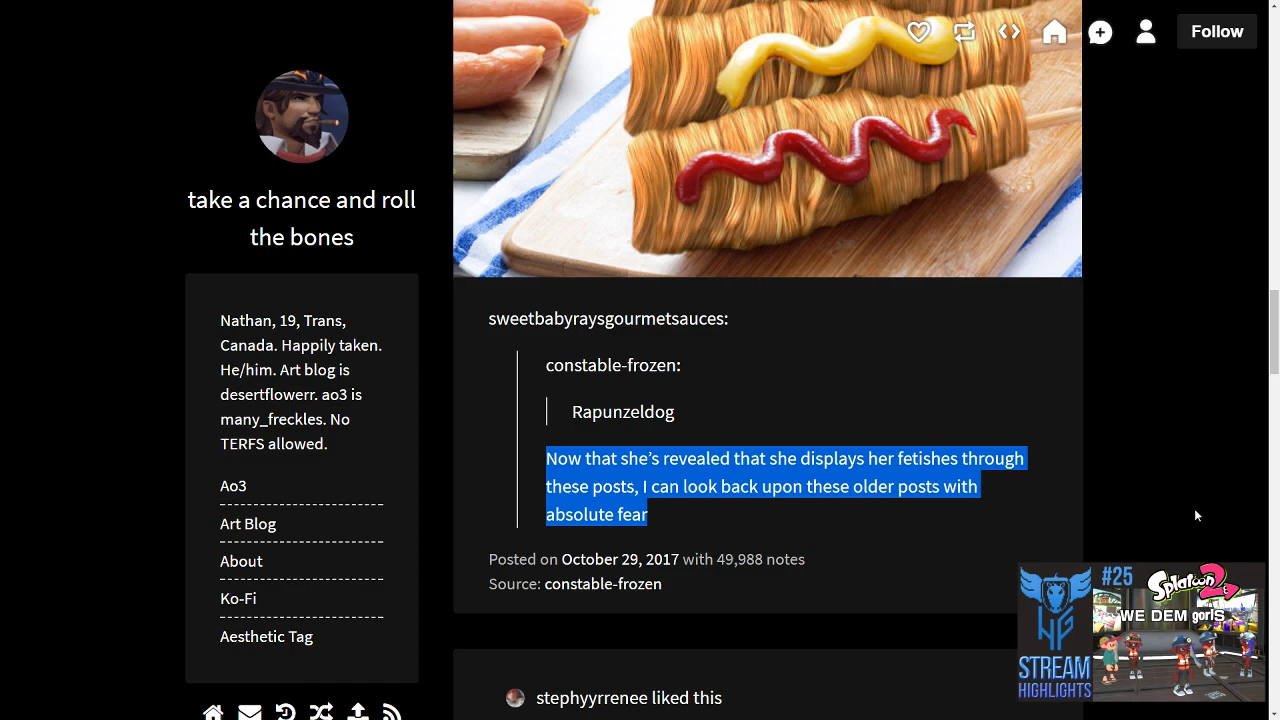 Follow
take a chance and roll
the bones
Nathan, 19, Trans,
Canada. Happily taken.
He/him. Art blog is
desertflowerr. ao3 is
many_freckles. No
TERFS allowed.
Ao3
Art Blog
About
Ko-Fi
Aesthetic Tag
sweetbabyraysgourmetsauces:
constable-frozen:
Rapunzeldog
Now that she’s revealed that she displays her fetishes through
these posts, I can look back upon these older posts with
absolute fear
Posted on October 29, 2017 with 49,988 notes
Source: constable-frozen
stephyyrrenee liked this
#25
Splatoon 2
WE DEM gorlS
STREAM
HIGHLIGHTS